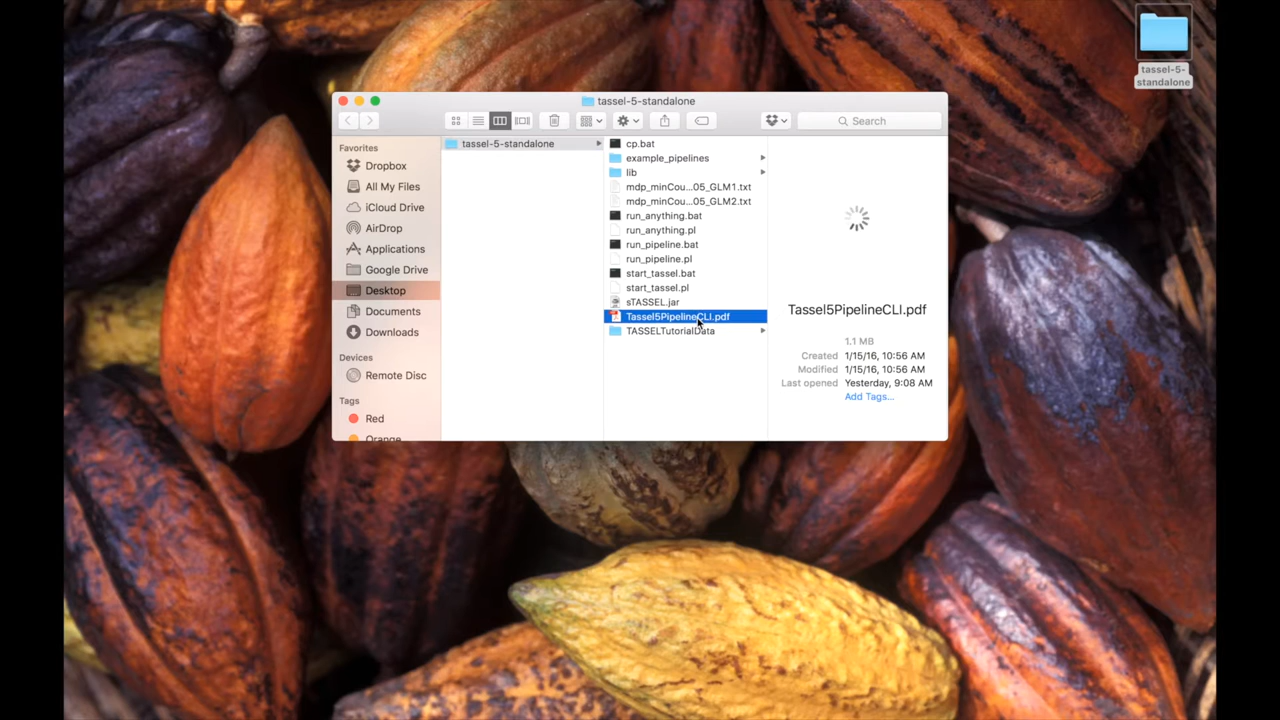 tassel-5-
standalone
tassel-5-standalone
Search
Favorites
Dropbox
All My Files
iCloud Drive
AirDrop
Applications
Google Drive
Desktop
Documents
Downloads
Devices
Remote Disc
Tags
Red
Orange
tassel-5-standalone
cp.bat
example_pipelines
lib
mdp_minCou...05_GLM1.txt
mdp_minCou...05_GLM2.txt
run_anything.bat
run_anything.pl
run_pipeline.bat
run_pipeline.pl
start_tassel.bat
start_tassel.pl
sTASSEL.jar
Tassel5PipelineCLI.pdf
TASSELTutorialData
Tassel5PipelineCLI.pdf
1.1 MB
Created 1/15/16, 10:56 AM
Modified 1/15/16, 10:56 AM
Last opened Yesterday, 9:08 AM
Add Tags...